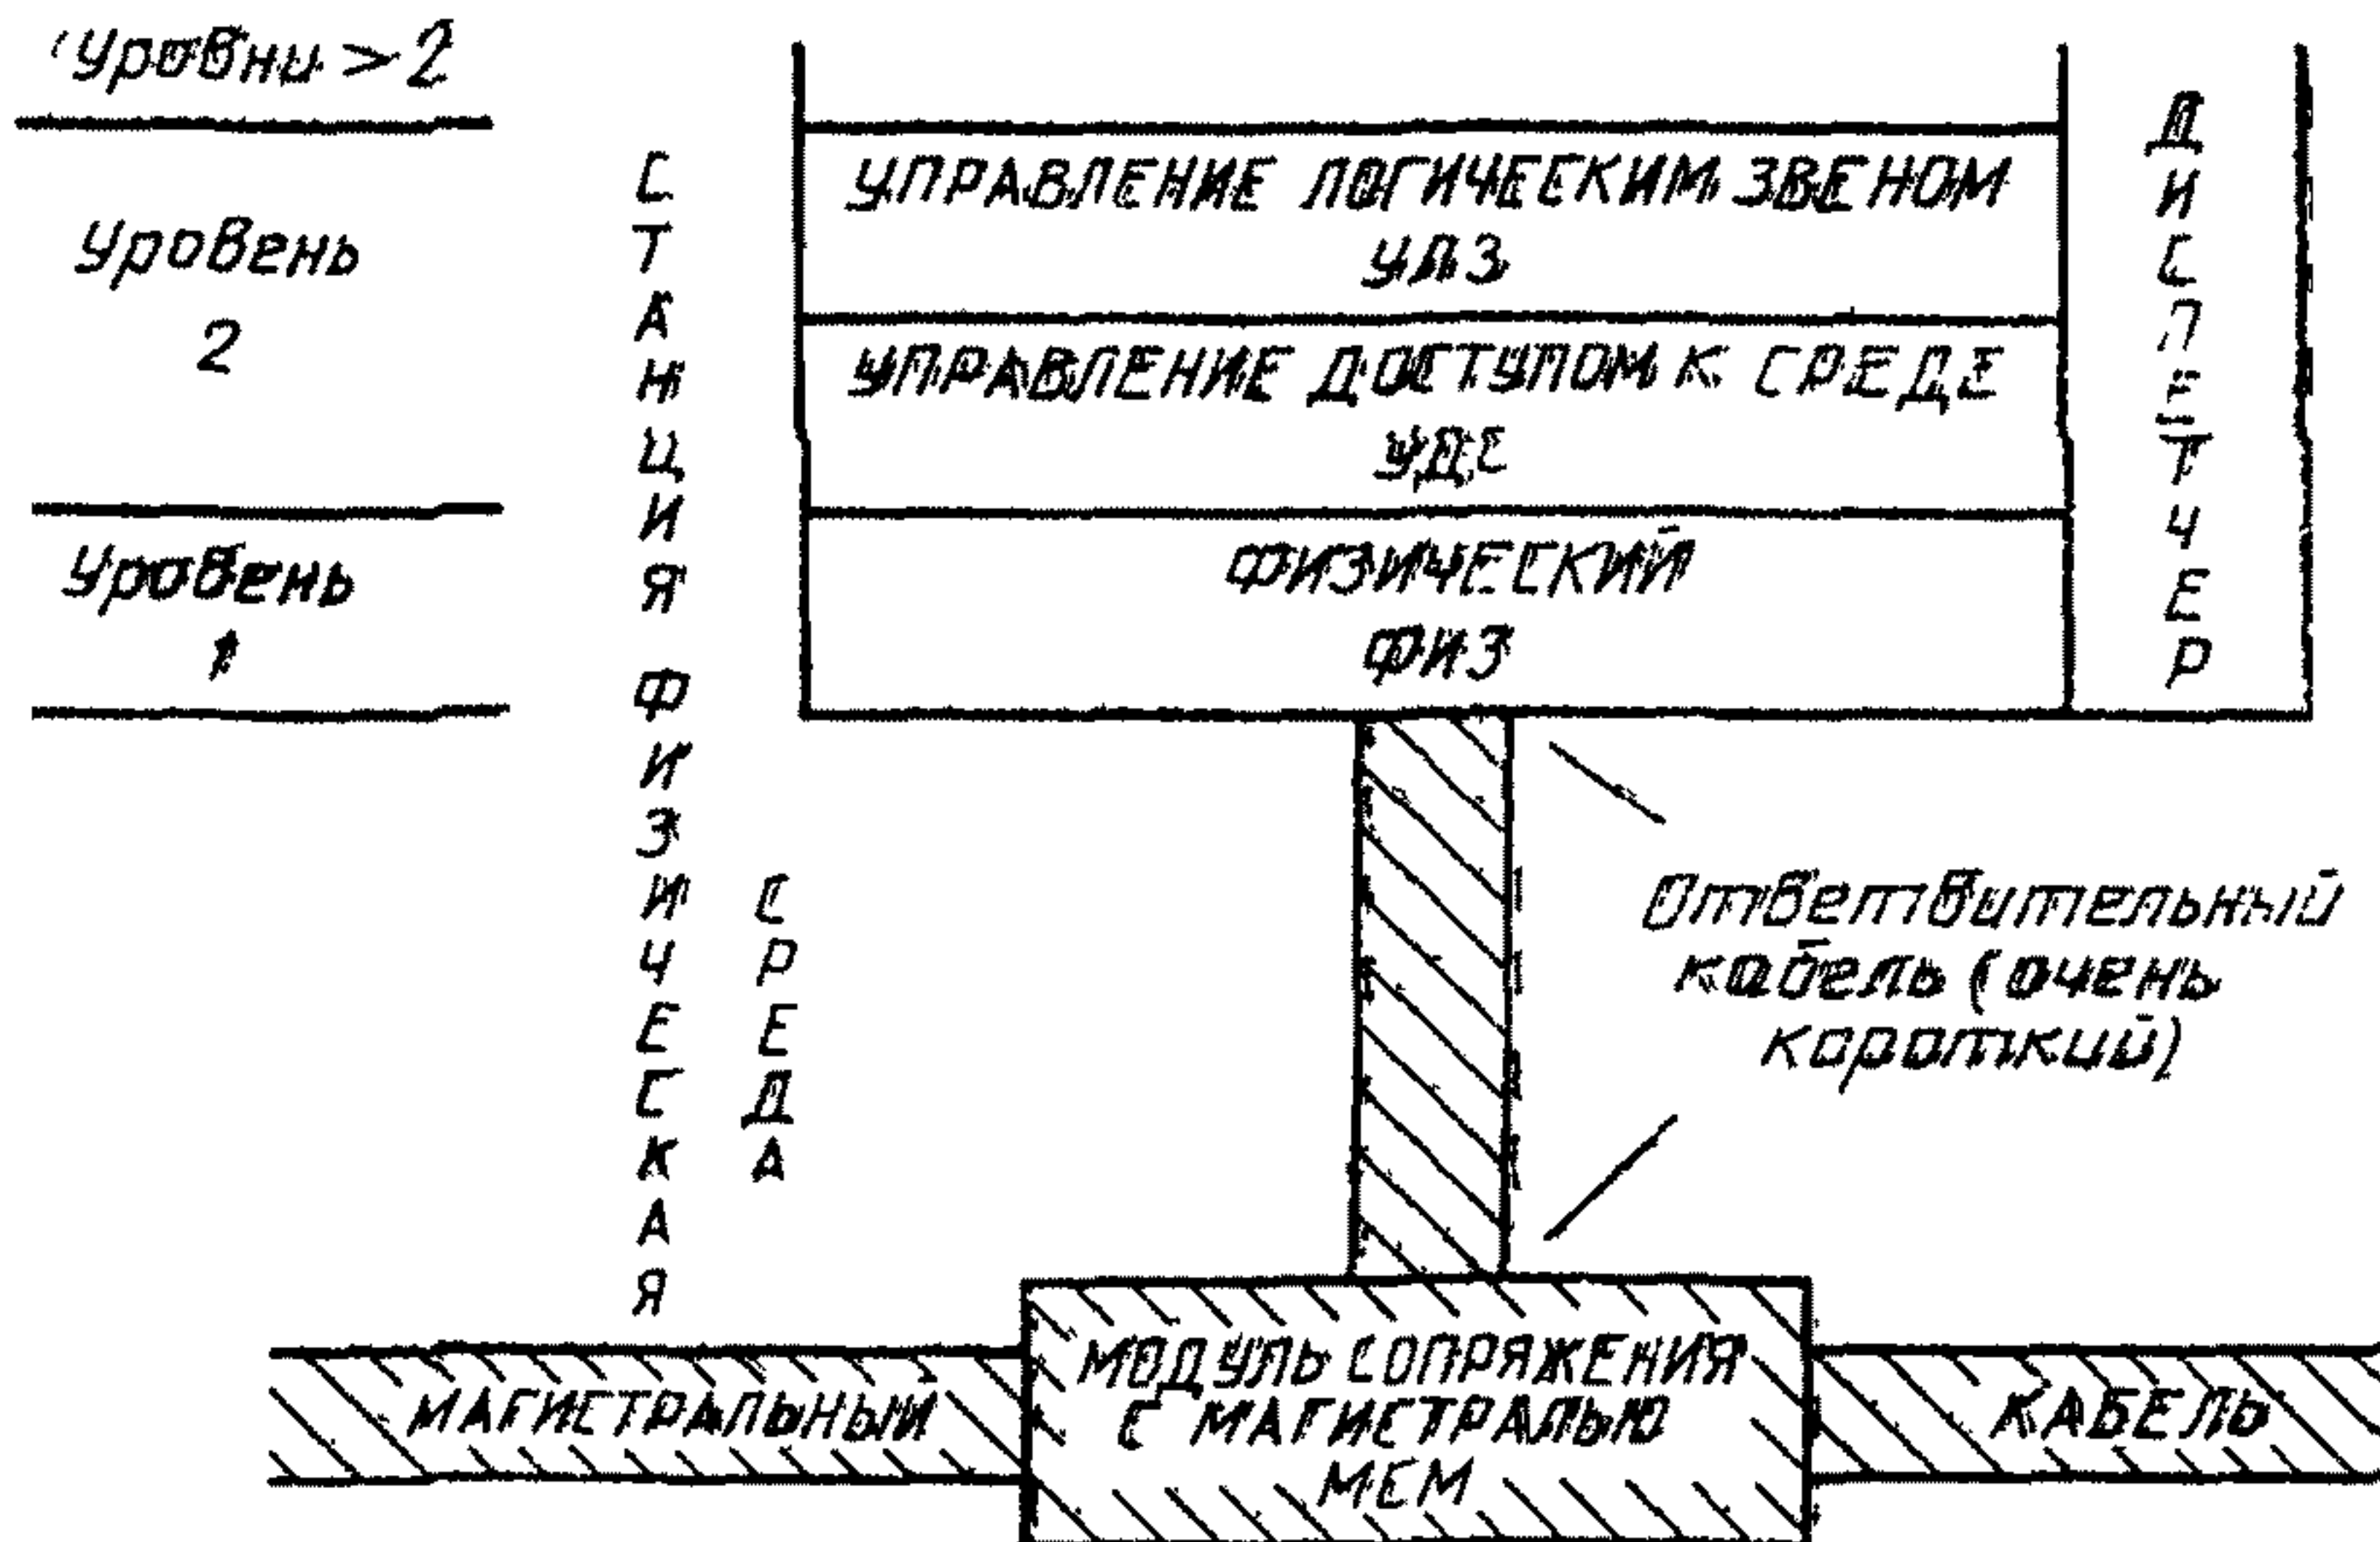 Уровни > 2
Уровень
2
Уровень
1
СТАНЦИЯ
ФИЗИЧЕСКАЯ
СРЕДА
УПРАВЛЕНИЕ ЛОГИЧЕСКИМ ЗВЕНОМ
УЛЗ
УПРАВЛЕНИЕ ДОСТУПОМ К СРЕДЕ
УДС
ФИЗИЧЕСКИЙ
ФИЗ
ДИСПЕТЧЕР
Ответвительный
кабель (очень
короткий)
МАГИСТРАЛЬНЫЙ
МОДУЛЬ СОПРЯЖЕНИЯ
С МАГИСТРАЛЬЮ
МСМ
КАБЕЛЬ